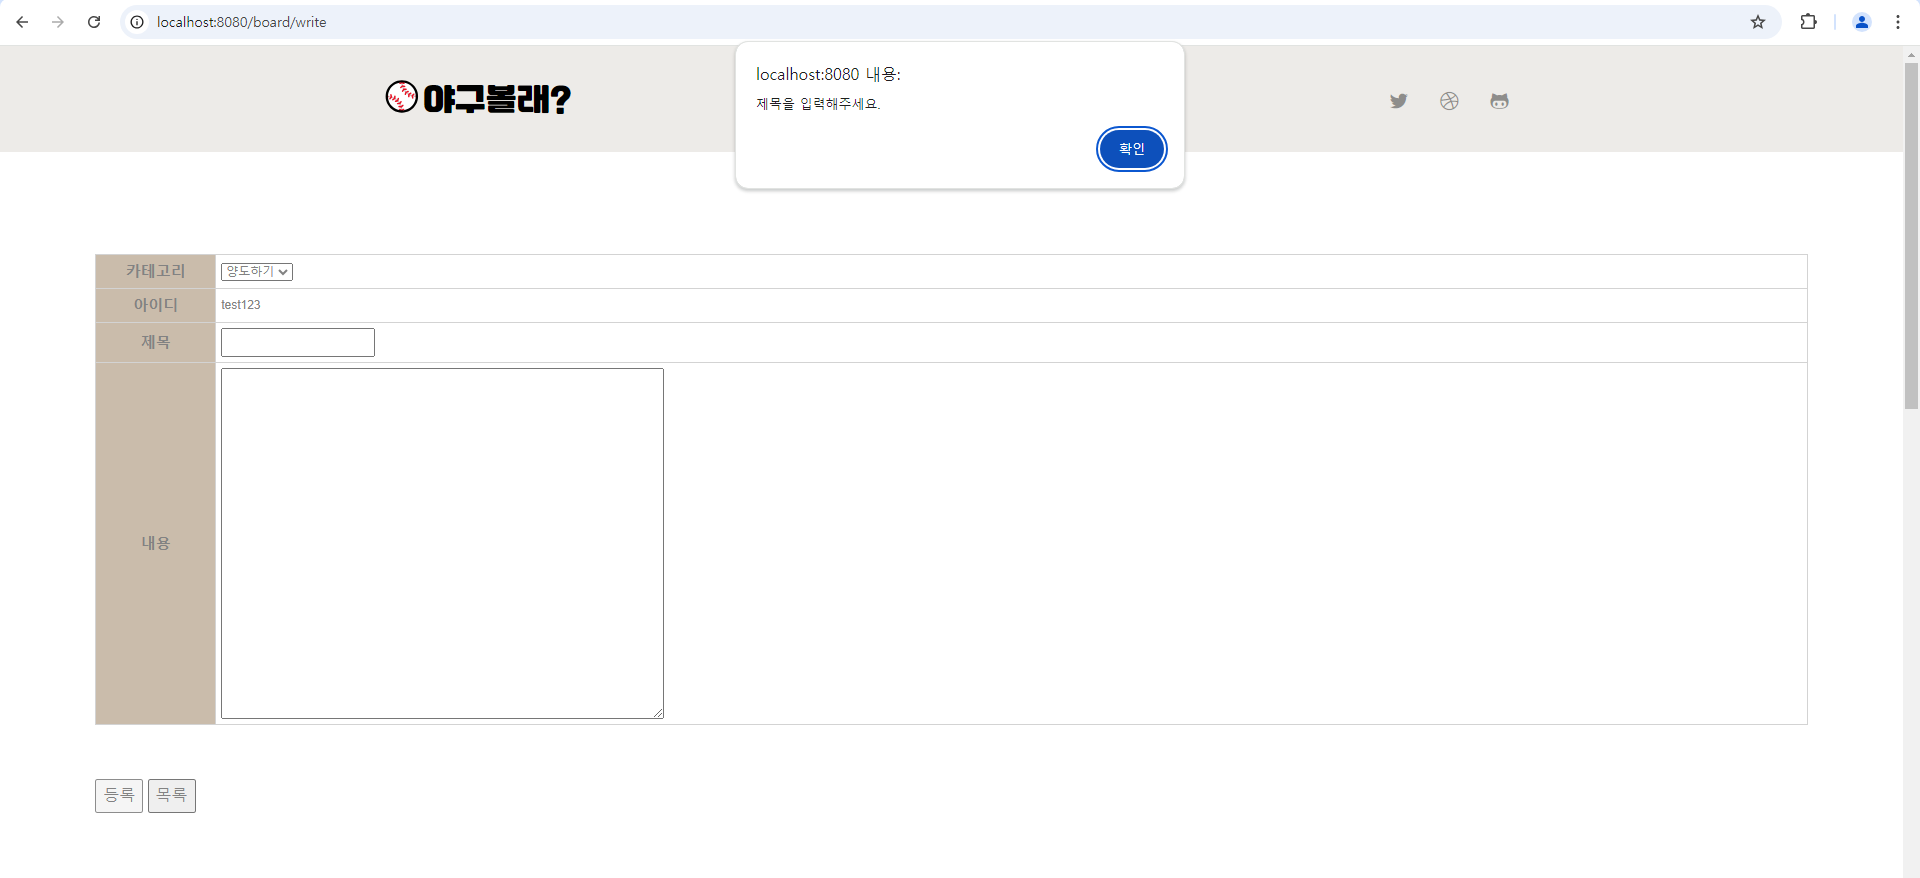 localhost:8080/board/write
localhost:8080 내용:
제목을 입력해주세요.
확인
야구볼래?
카테고리 양도하기
아이디 test123
제목
내용
등록 목록